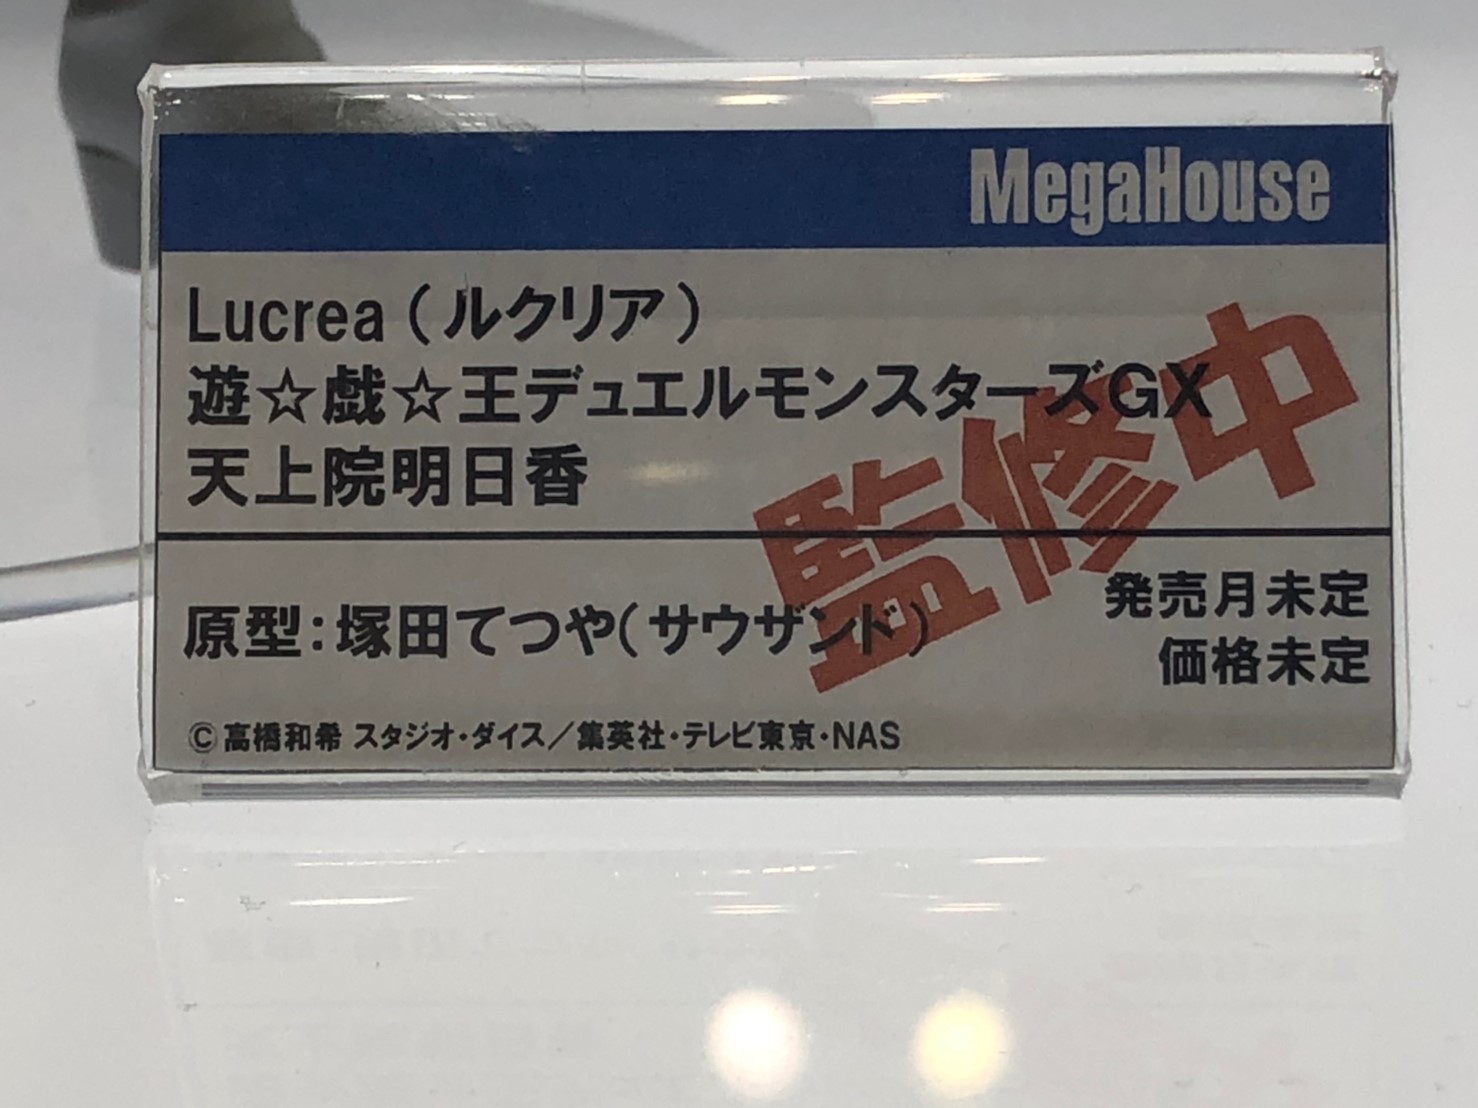 MegaHouse
Lucrea（ルクリア）
遊☆戯☆王デュエルモンスターズGX
天上院明日香
監修中
原型：塚田てつや（サウザンド）
発売月未定
価格未定
©高橋和希 スタジオ・ダイス／集英社・テレビ東京・NAS